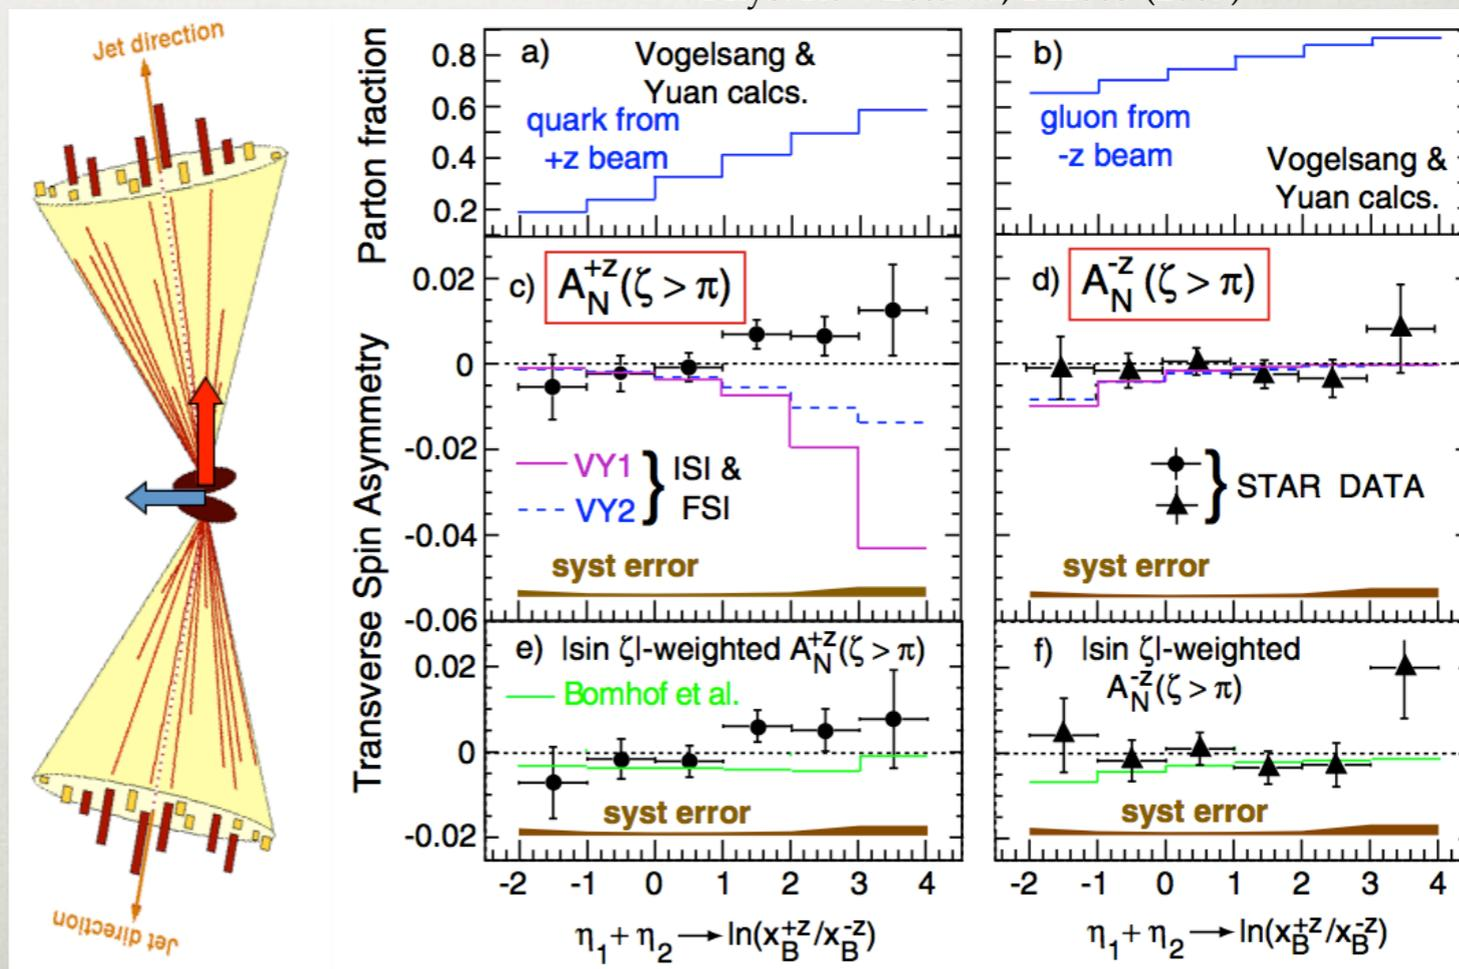 Jet direction
Jet direction
Parton fraction
Transverse Spin Asymmetry
a)
Vogelsang &
Yuan calcs.
quark from
+z beam
0.8
0.6
0.4
0.2
b)
gluon from
-z beam
Vogelsang &
Yuan calcs.
c) A_N^{+z}(ζ > π)
0.02
0
-0.02
-0.04
-0.06
VY1
VY2
} ISI &
FSI
syst error
d) A_N^{-z}(ζ > π)
} STAR DATA
syst error
e) |sin ζ|-weighted A_N^{+z}(ζ > π)
Bomhof et al.
0.02
0
-0.02
syst error
f) |sin ζ|-weighted
A_N^{-z}(ζ > π)
syst error
-2 -1 0 1 2 3 4
η₁ + η₂ → ln(x_B^{+z}/x_B^{-z})
-2 -1 0 1 2 3 4
η₁ + η₂ → ln(x_B^{+z}/x_B^{-z})